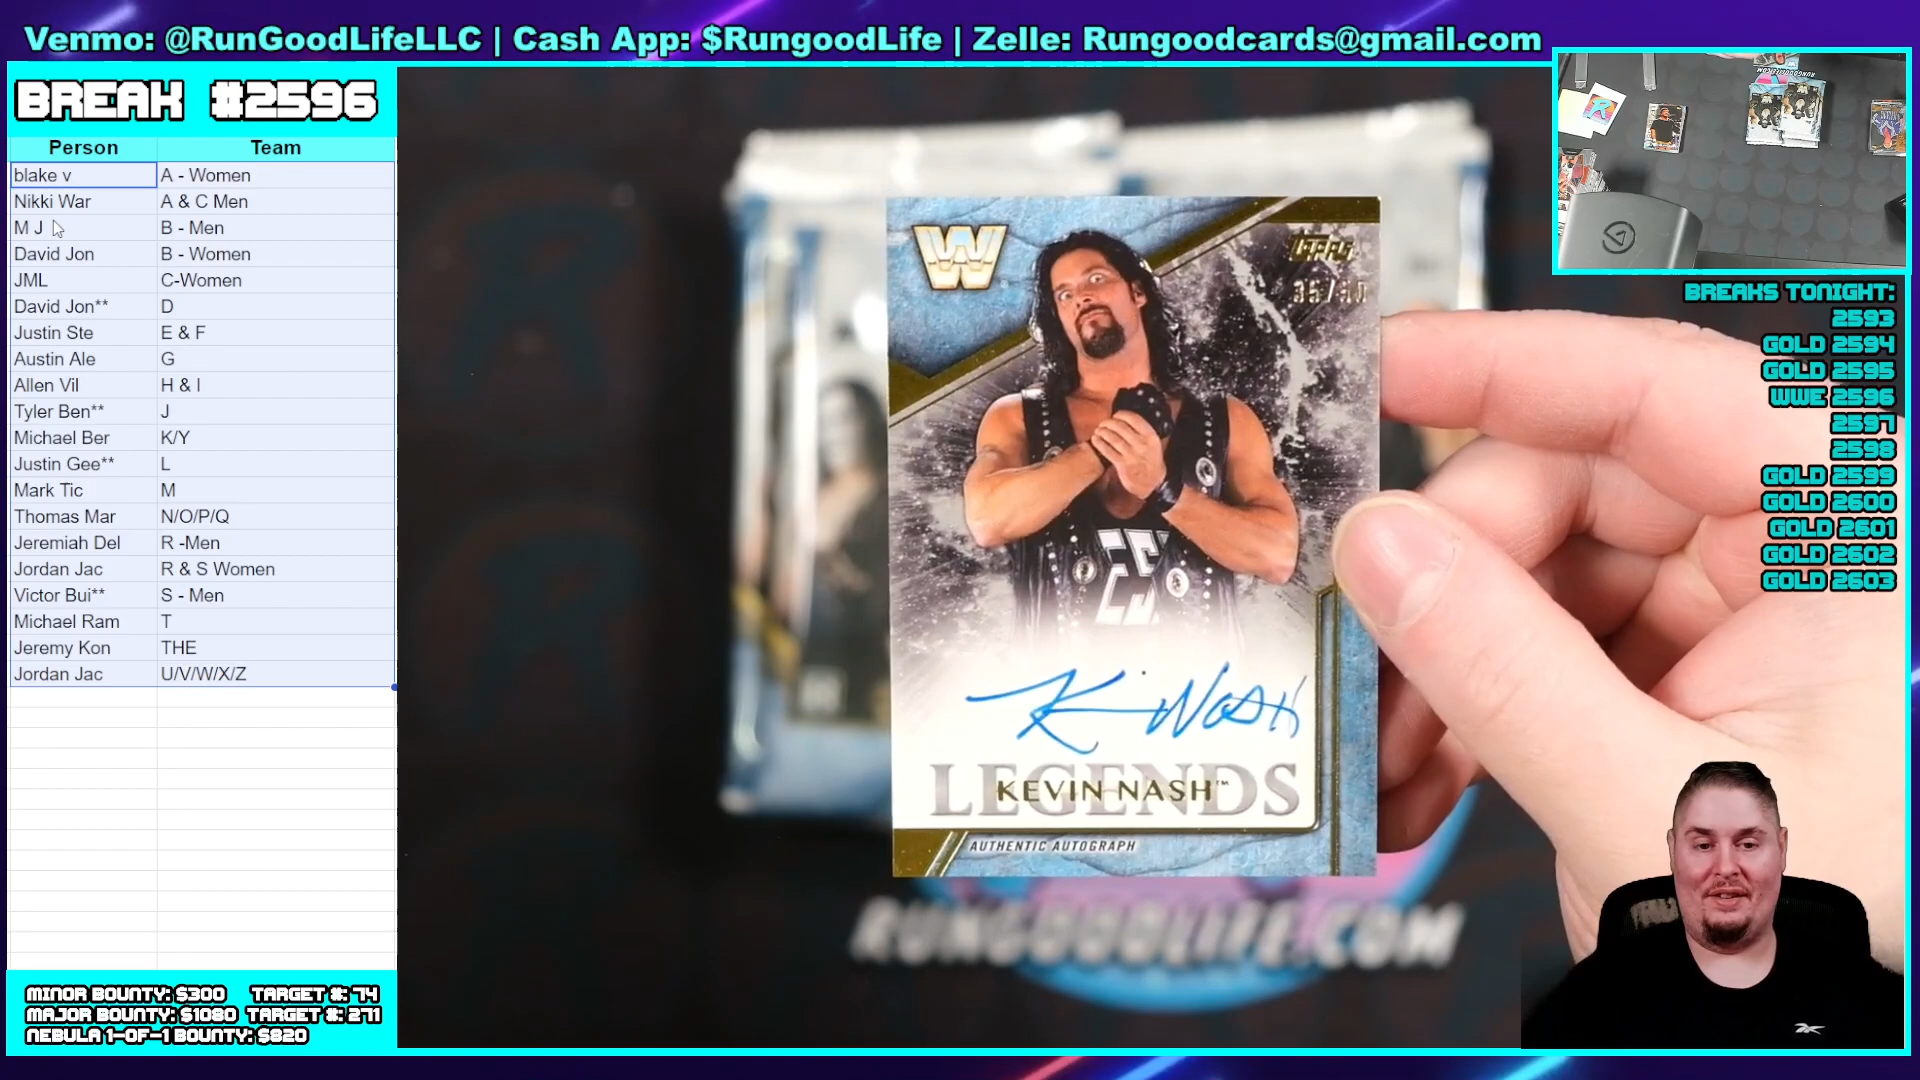 Venmo: @RunGoodLifeLLC | Cash App: $RungoodLife | Zelle: Rungoodcards@gmail.com
BREAK #2596
Person Team
blake v A - Women
Nikki War A & C Men
M J B - Men
David Jon B - Women
JML C-Women
David Jon** D
Justin Ste E & F
Austin Ale G
Allen Vil H & I
Tyler Ben** J
Michael Ber K/Y
Justin Gee** L
Mark Tic M
Thomas Mar N/O/P/Q
Jeremiah Del R -Men
Jordan Jac R & S Women
Victor Bui** S - Men
Michael Ram T
Jeremy Kon THE
Jordan Jac U/V/W/X/Z
MINOR BOUNTY: $300 TARGET #: 74
MAJOR BOUNTY: $1080 TARGET #: 271
NEBULA 1-OF-1 BOUNTY: $820
W
TOPPS
K Nash
LEGENDS
KEVIN NASH™
AUTHENTIC AUTOGRAPH
RUNGOODLIFE.COM
BREAKS TONIGHT:
2593
GOLD 2594
GOLD 2595
WWE 2596
2597
2598
GOLD 2599
GOLD 2600
GOLD 2601
GOLD 2602
GOLD 2603